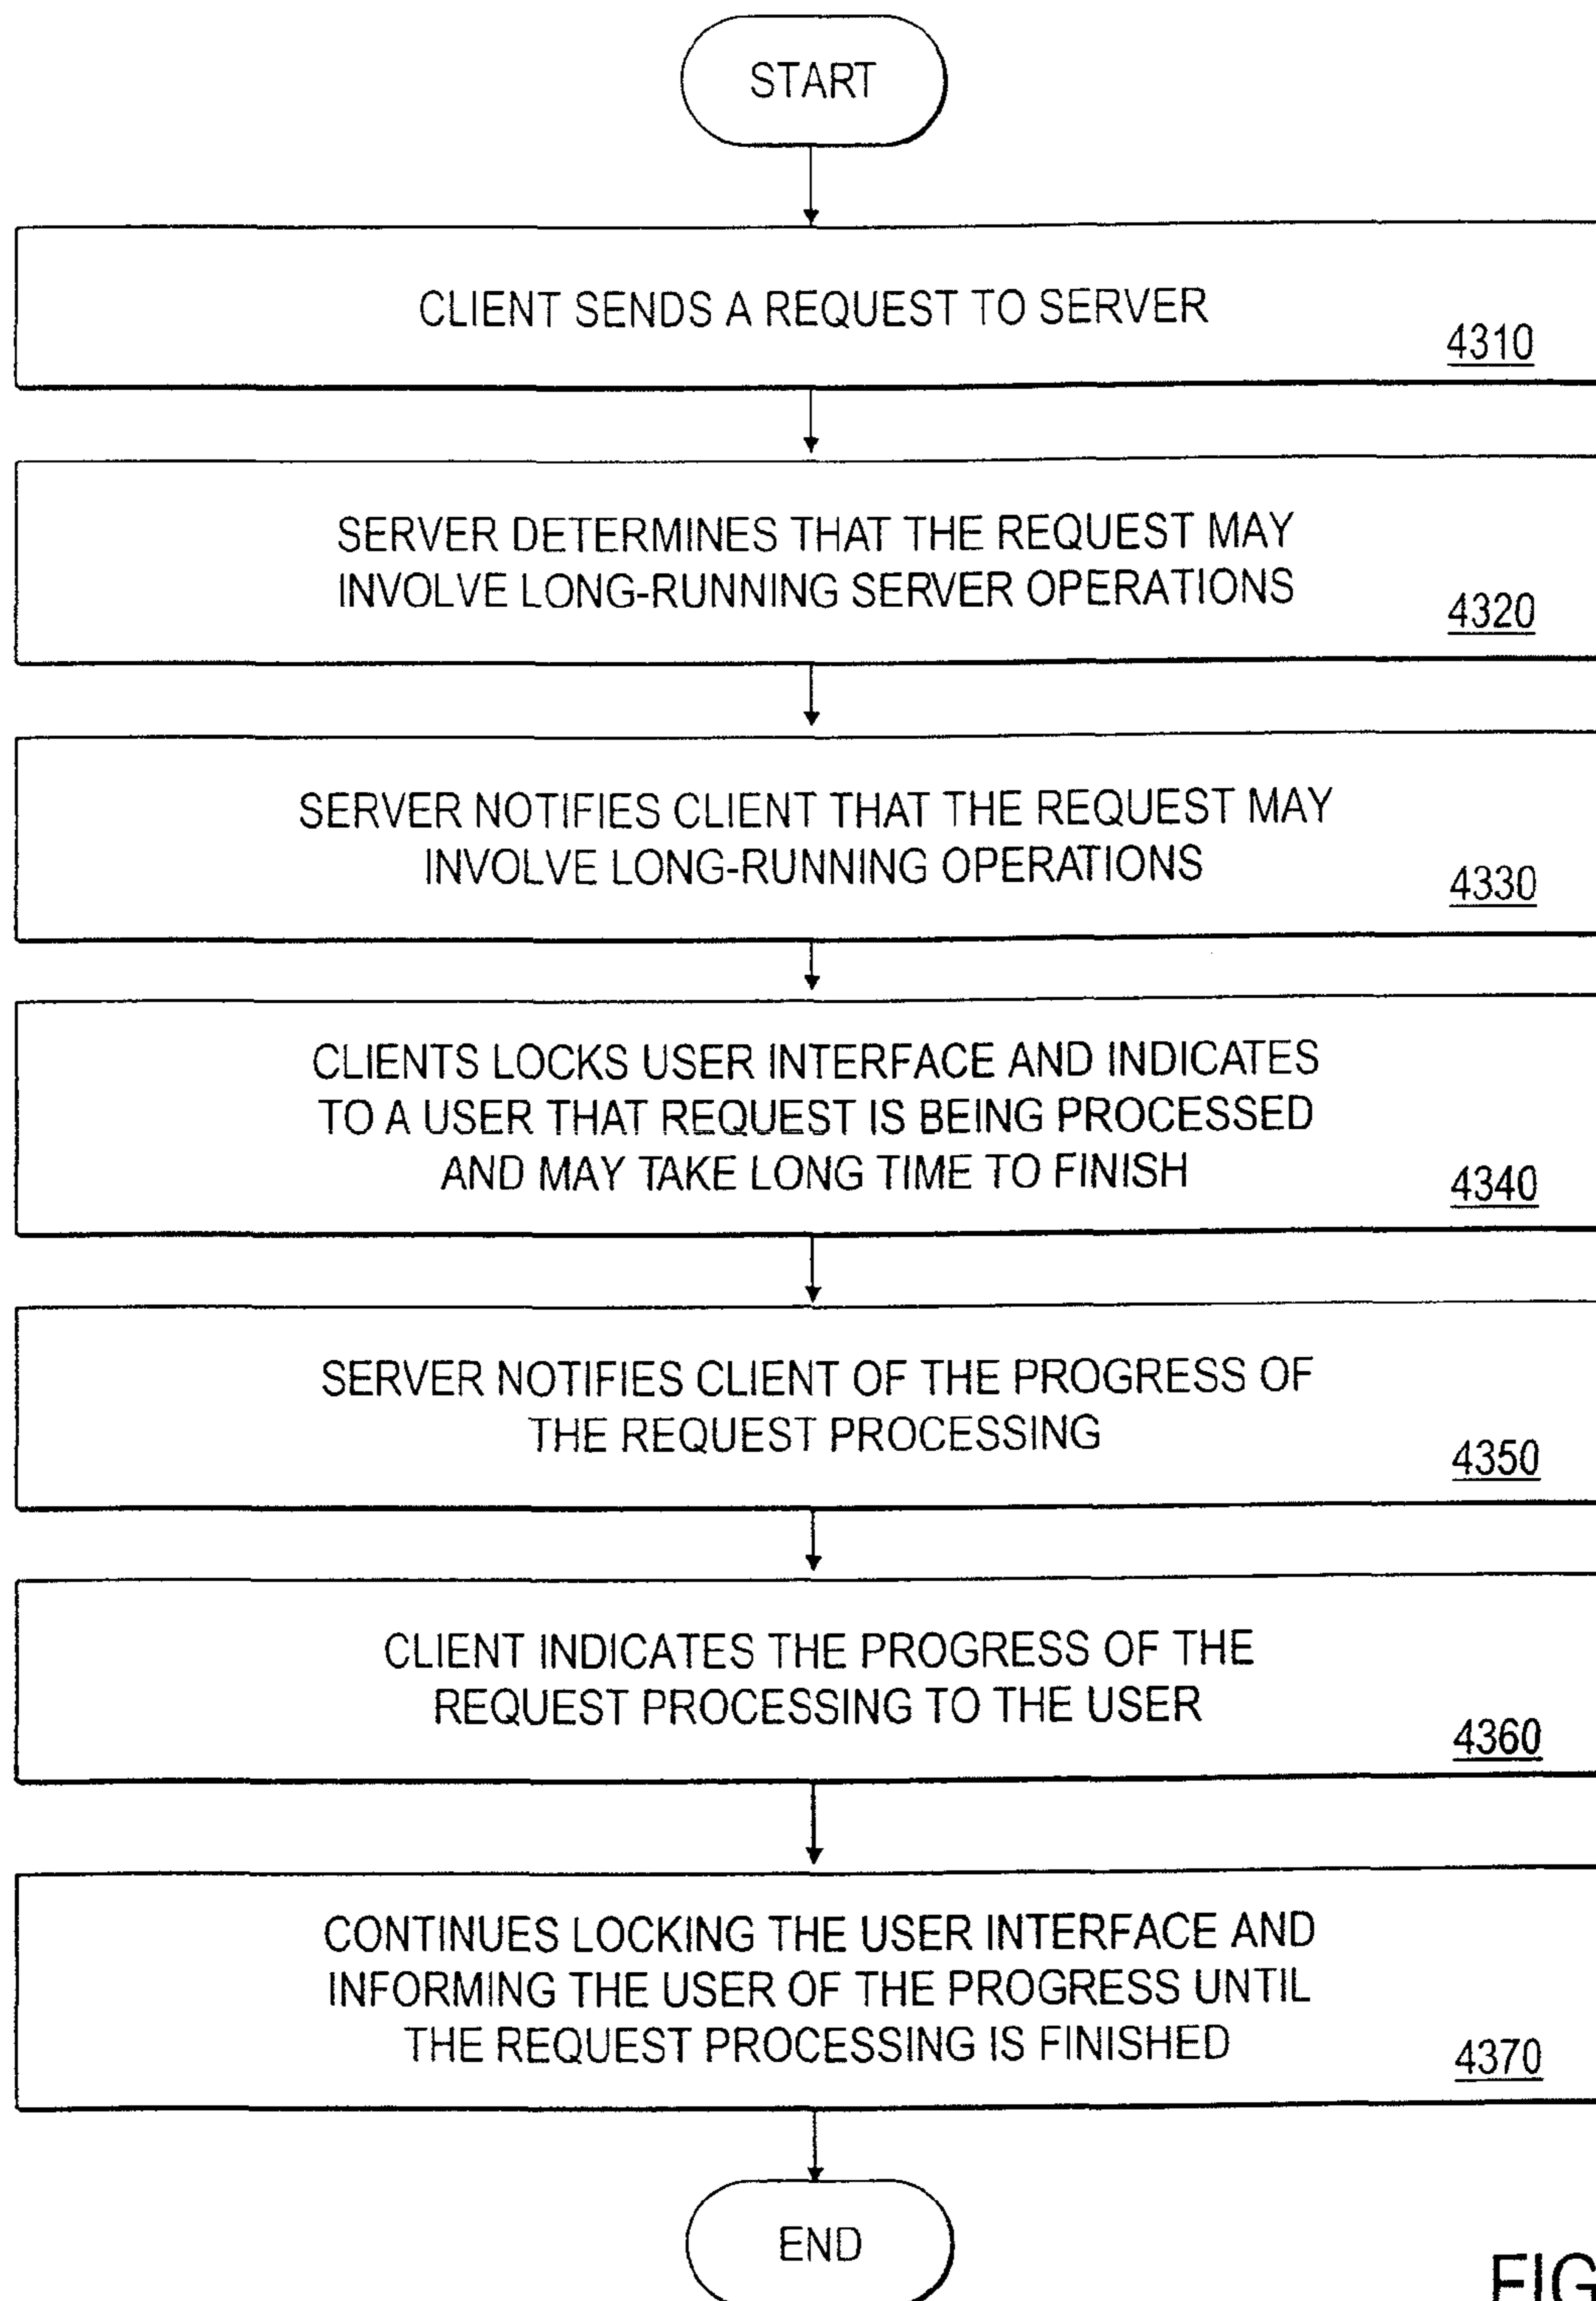 START
CLIENT SENDS A REQUEST TO SERVER
4310
SERVER DETERMINES THAT THE REQUEST MAY
INVOLVE LONG-RUNNING SERVER OPERATIONS
4320
SERVER NOTIFIES CLIENT THAT THE REQUEST MAY
INVOLVE LONG-RUNNING OPERATIONS
4330
CLIENTS LOCKS USER INTERFACE AND INDICATES
TO A USER THAT REQUEST IS BEING PROCESSED
AND MAY TAKE LONG TIME TO FINISH
4340
SERVER NOTIFIES CLIENT OF THE PROGRESS OF
THE REQUEST PROCESSING
4350
CLIENT INDICATES THE PROGRESS OF THE
REQUEST PROCESSING TO THE USER
4360
CONTINUES LOCKING THE USER INTERFACE AND
INFORMING THE USER OF THE PROGRESS UNTIL
THE REQUEST PROCESSING IS FINISHED
4370
END
FIG